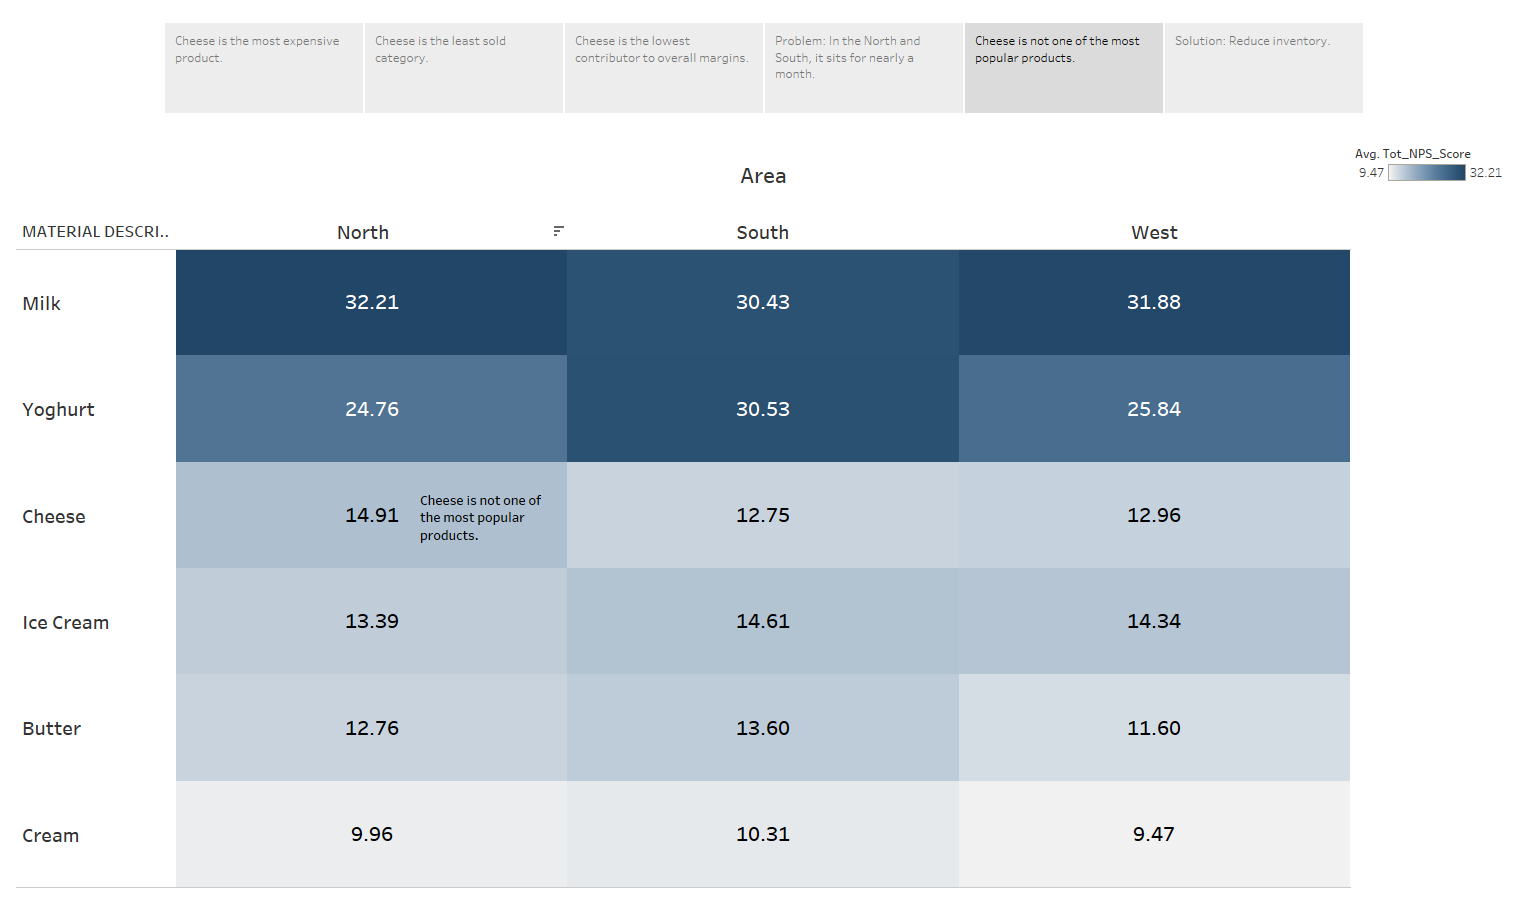 Cheese is the most expensive
product.
Cheese is the least sold
category.
Cheese is the lowest
contributor to overall margins.
Problem: In the North and
South, it sits for nearly a
month.
Cheese is not one of the most
popular products.
Solution: Reduce inventory.
Avg. Tot_NPS_Score
9.47 32.21
Area
MATERIAL DESCRI.. North South West
Milk 32.21 30.43 31.88
Yoghurt 24.76 30.53 25.84
Cheese 14.91 12.75 12.96
Cheese is not one of
the most popular
products.
Ice Cream 13.39 14.61 14.34
Butter 12.76 13.60 11.60
Cream 9.96 10.31 9.47